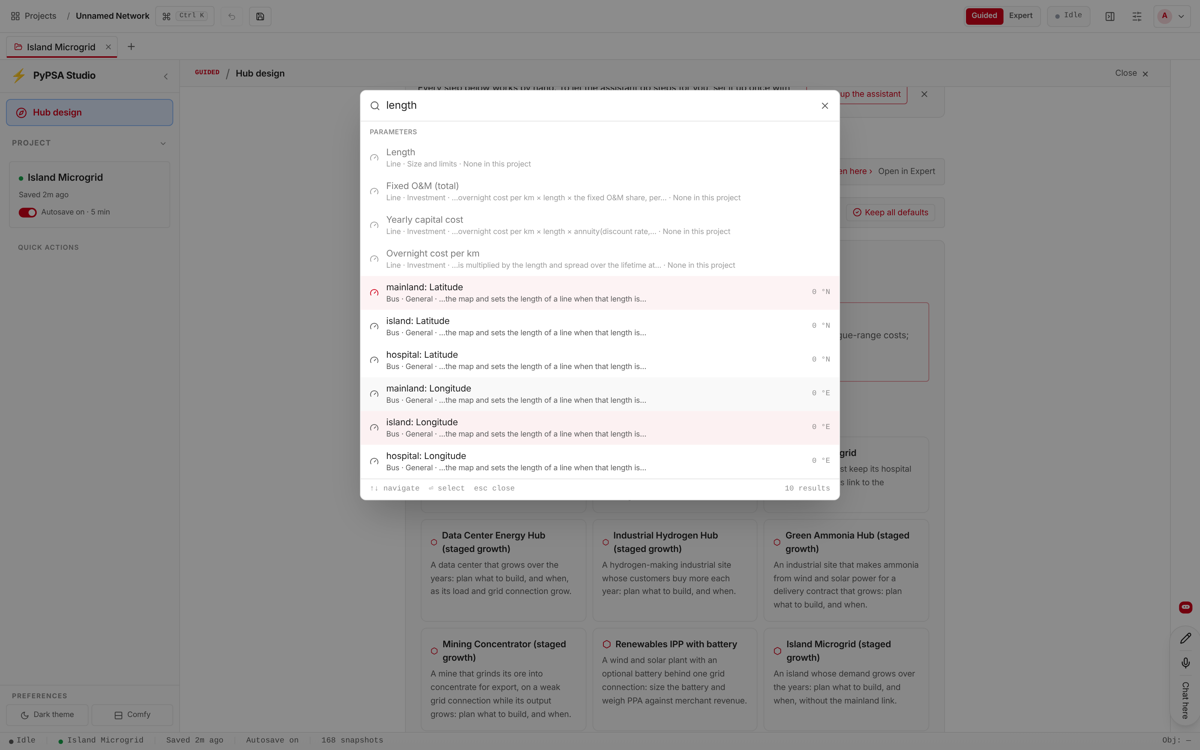 Projects / Unnamed Network Ctrl K Guided Expert Idle A
Island Microgrid
PyPSA Studio
GUIDED / Hub design Close
Hub design
PROJECT
Island Microgrid
Saved 2m ago
Autosave on · 5 min
QUICK ACTIONS
up the assistant
en here › Open in Expert
Keep all defaults
gue-range costs;
length
PARAMETERS
Length
Line · Size and limits · None in this project
Fixed O&M (total)
Line · Investment · ...overnight cost per km × length × the fixed O&M share, per... · None in this project
Yearly capital cost
Line · Investment · ...overnight cost per km × length × annuity(discount rate,... · None in this project
Overnight cost per km
Line · Investment · ...is multiplied by the length and spread over the lifetime at... · None in this project
mainland: Latitude 0 °N
Bus · General · ...the map and sets the length of a line when that length is...
island: Latitude 0 °N
Bus · General · ...the map and sets the length of a line when that length is...
hospital: Latitude 0 °N
Bus · General · ...the map and sets the length of a line when that length is...
mainland: Longitude 0 °E
Bus · General · ...the map and sets the length of a line when that length is...
island: Longitude 0 °E
Bus · General · ...the map and sets the length of a line when that length is...
hospital: Longitude 0 °E
Bus · General · ...the map and sets the length of a line when that length is...
↑↓ navigate ⏎ select esc close 10 results
grid
st keep its hospital
s link to the
Data Center Energy Hub
(staged growth)
A data center that grows over the
years: plan what to build, and when,
as its load and grid connection grow.
Industrial Hydrogen Hub
(staged growth)
A hydrogen-making industrial site
whose customers buy more each
year: plan what to build, and when.
Green Ammonia Hub (staged
growth)
An industrial site that makes ammonia
from wind and solar power for a
delivery contract that grows: plan
what to build, and when.
Mining Concentrator (staged
growth)
A mine that grinds its ore into
concentrate for export, on a weak
grid connection while its output
grows: plan what to build, and when.
Renewables IPP with battery
A wind and solar plant with an
optional battery behind one grid
connection: size the battery and
weigh PPA against merchant revenue.
Island Microgrid (staged
growth)
An island whose demand grows over
the years: plan what to build, and
when, without the mainland link.
Chat here
PREFERENCES
Dark theme Comfy
Idle Island Microgrid Saved 2m ago Autosave on 168 snapshots Obj: —